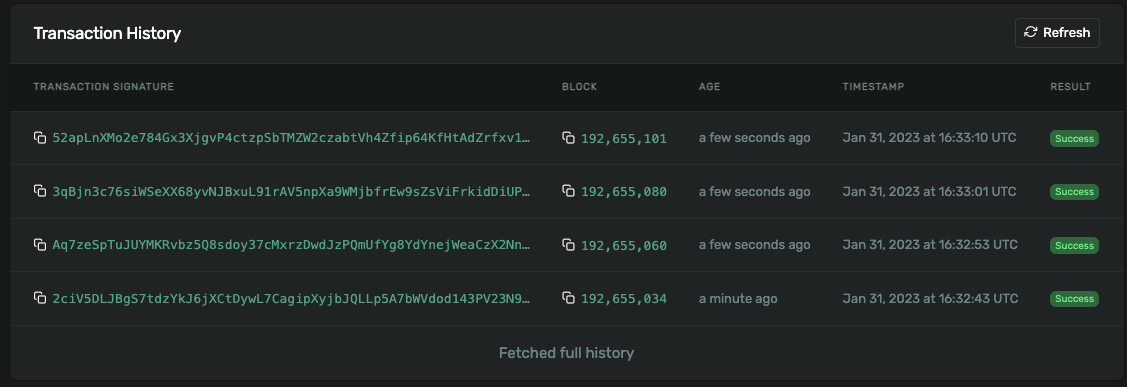 Transaction History
Refresh
TRANSACTION SIGNATURE BLOCK AGE TIMESTAMP RESULT
52apLnXMo2e784Gx3XjgvP4ctzpSbTMZW2czabtVh4Zfip64KfHtAdZrfxv1… 192,655,101 a few seconds ago Jan 31, 2023 at 16:33:10 UTC Success
3qBjn3c76siWSeXX68yvNJBxuL91rAV5npXa9WMjbfrEw9sZsViFrkidDiUP… 192,655,080 a few seconds ago Jan 31, 2023 at 16:33:01 UTC Success
Aq7zeSpTuJUYMKRvbz5Q8sdoy37cMxrzDwdJzPQmUfYg8YdYnejWeaCzX2Nn… 192,655,060 a few seconds ago Jan 31, 2023 at 16:32:53 UTC Success
2ciV5DLJBgS7tdzYkJ6jXCtDywL7CagipXyjbJQLLp5A7bWVdod143PV23N9… 192,655,034 a minute ago Jan 31, 2023 at 16:32:43 UTC Success
Fetched full history